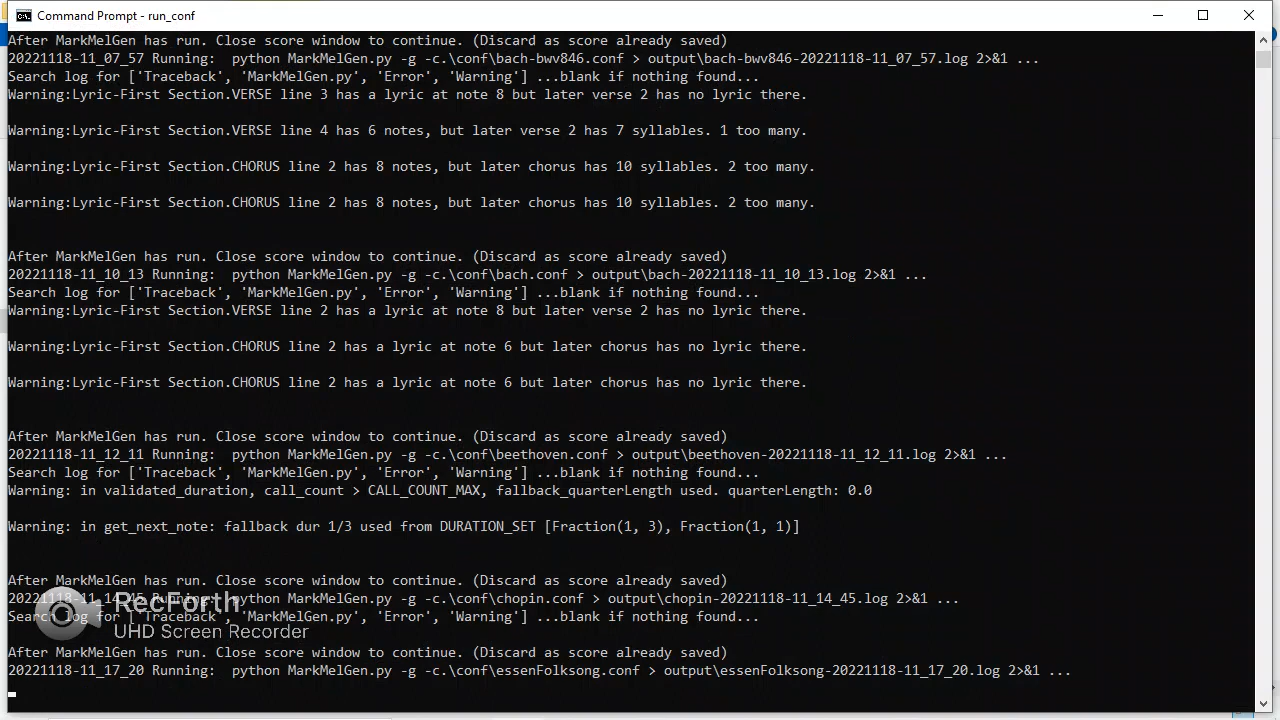 Command Prompt - run_conf
After MarkMelGen has run. Close score window to continue. (Discard as score already saved)
20221118-11_07_57 Running:  python MarkMelGen.py -g -c.\conf\bach-bwv846.conf > output\bach-bwv846-20221118-11_07_57.log 2>&1 ...
Search log for ['Traceback', 'MarkMelGen.py', 'Error', 'Warning'] ...blank if nothing found...
Warning:Lyric-First Section.VERSE line 3 has a lyric at note 8 but later verse 2 has no lyric there.
Warning:Lyric-First Section.VERSE line 4 has 6 notes, but later verse 2 has 7 syllables. 1 too many.
Warning:Lyric-First Section.CHORUS line 2 has 8 notes, but later chorus has 10 syllables. 2 too many.
Warning:Lyric-First Section.CHORUS line 2 has 8 notes, but later chorus has 10 syllables. 2 too many.
After MarkMelGen has run. Close score window to continue. (Discard as score already saved)
20221118-11_10_13 Running:  python MarkMelGen.py -g -c.\conf\bach.conf > output\bach-20221118-11_10_13.log 2>&1 ...
Search log for ['Traceback', 'MarkMelGen.py', 'Error', 'Warning'] ...blank if nothing found...
Warning:Lyric-First Section.VERSE line 2 has a lyric at note 8 but later verse 2 has no lyric there.
Warning:Lyric-First Section.CHORUS line 2 has a lyric at note 6 but later chorus has no lyric there.
Warning:Lyric-First Section.CHORUS line 2 has a lyric at note 6 but later chorus has no lyric there.
After MarkMelGen has run. Close score window to continue. (Discard as score already saved)
20221118-11_12_11 Running:  python MarkMelGen.py -g -c.\conf\beethoven.conf > output\beethoven-20221118-11_12_11.log 2>&1 ...
Search log for ['Traceback', 'MarkMelGen.py', 'Error', 'Warning'] ...blank if nothing found...
Warning: in validated_duration, call_count > CALL_COUNT_MAX, fallback_quarterLength used. quarterLength: 0.0
Warning: in get_next_note: fallback dur 1/3 used from DURATION_SET [Fraction(1, 3), Fraction(1, 1)]
After MarkMelGen has run. Close score window to continue. (Discard as score already saved)
20221118-11_14_45 Running:  python MarkMelGen.py -g -c.\conf\chopin.conf > output\chopin-20221118-11_14_45.log 2>&1 ...
Search log for ['Traceback', 'MarkMelGen.py', 'Error', 'Warning'] ...blank if nothing found...
RecForth
UHD Screen Recorder
After MarkMelGen has run. Close score window to continue. (Discard as score already saved)
20221118-11_17_20 Running:  python MarkMelGen.py -g -c.\conf\essenFolksong.conf > output\essenFolksong-20221118-11_17_20.log 2>&1 ...